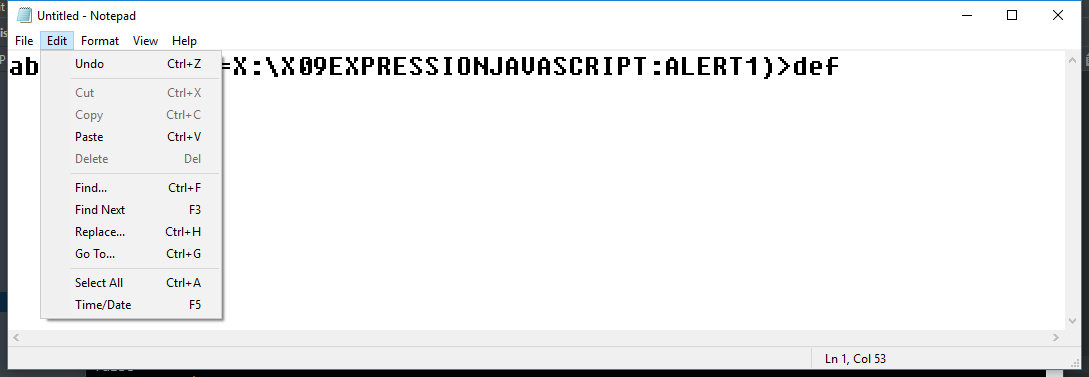 Untitled - Notepad
File Edit Format View Help
ab =X:\X09EXPRESSIONJAVASCRIPT:ALERT1)>def
Undo Ctrl+Z
Cut Ctrl+X
Copy Ctrl+C
Paste Ctrl+V
Delete Del
Find... Ctrl+F
Find Next F3
Replace... Ctrl+H
Go To... Ctrl+G
Select All Ctrl+A
Time/Date F5
Ln 1, Col 53